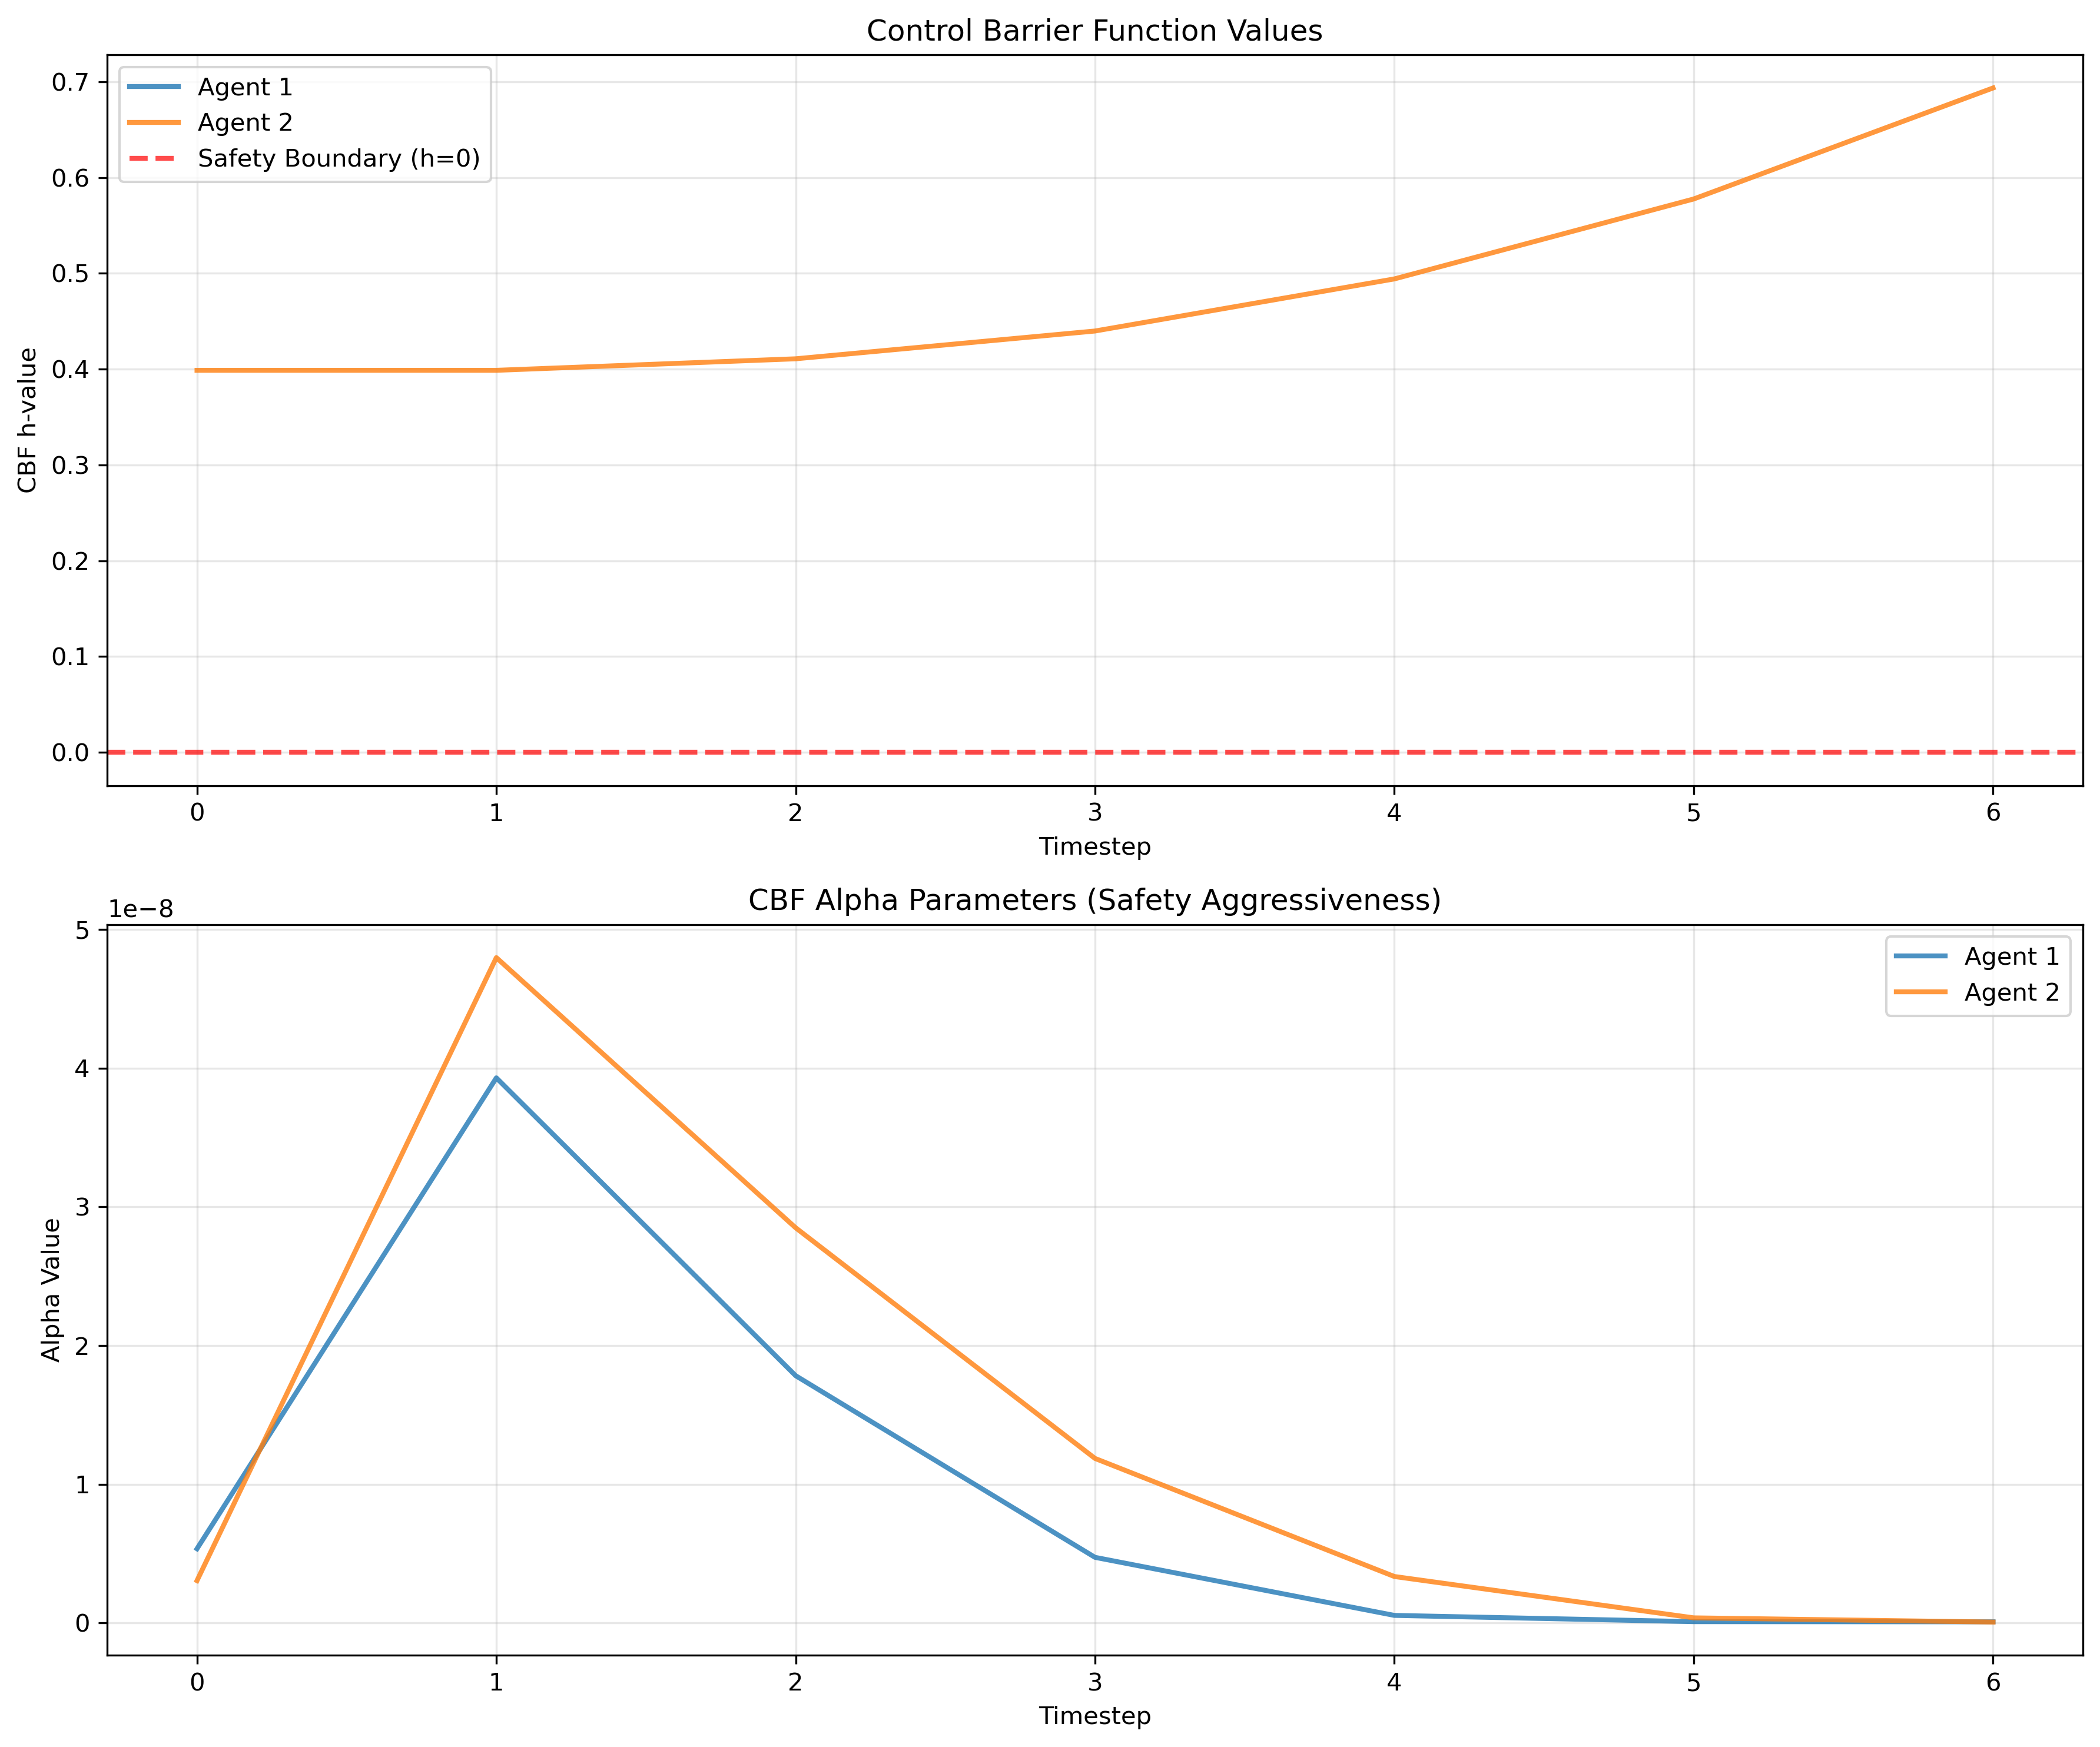 Control Barrier Function Values
Agent 1
Agent 2
Safety Boundary (h=0)
CBF h-value
0.7
0.6
0.5
0.4
0.3
0.2
0.1
0.0
0 1 2 3 4 5 6
Timestep
CBF Alpha Parameters (Safety Aggressiveness)
1e−8
Agent 1
Agent 2
Alpha Value
5
4
3
2
1
0
0 1 2 3 4 5 6
Timestep